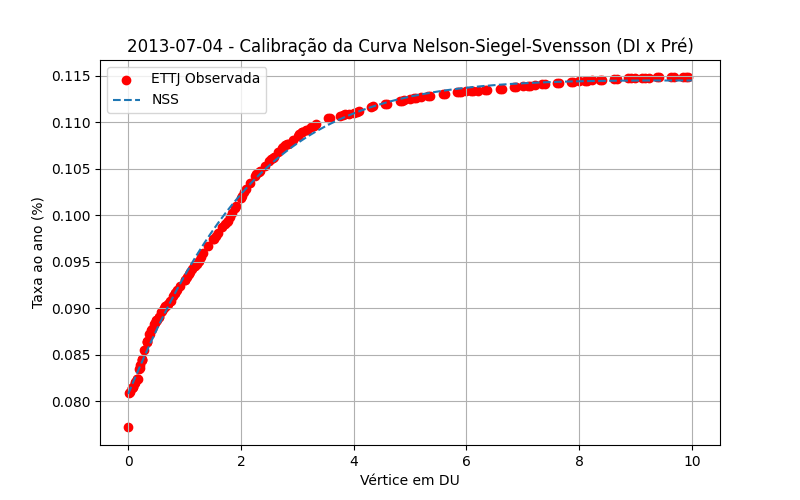 2013-07-04 - Calibração da Curva Nelson-Siegel-Svensson (DI x Pré)
ETTJ Observada
NSS
0.115
0.110
0.105
0.100
0.095
0.090
0.085
0.080
Taxa ao ano (%)
0 2 4 6 8 10
Vértice em DU